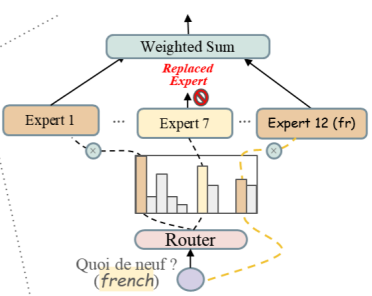 Weighted Sum
Replaced
Expert
Expert 1 ... Expert 7 ... Expert 12 (fr)
Router
Quoi de neuf ?
(french)